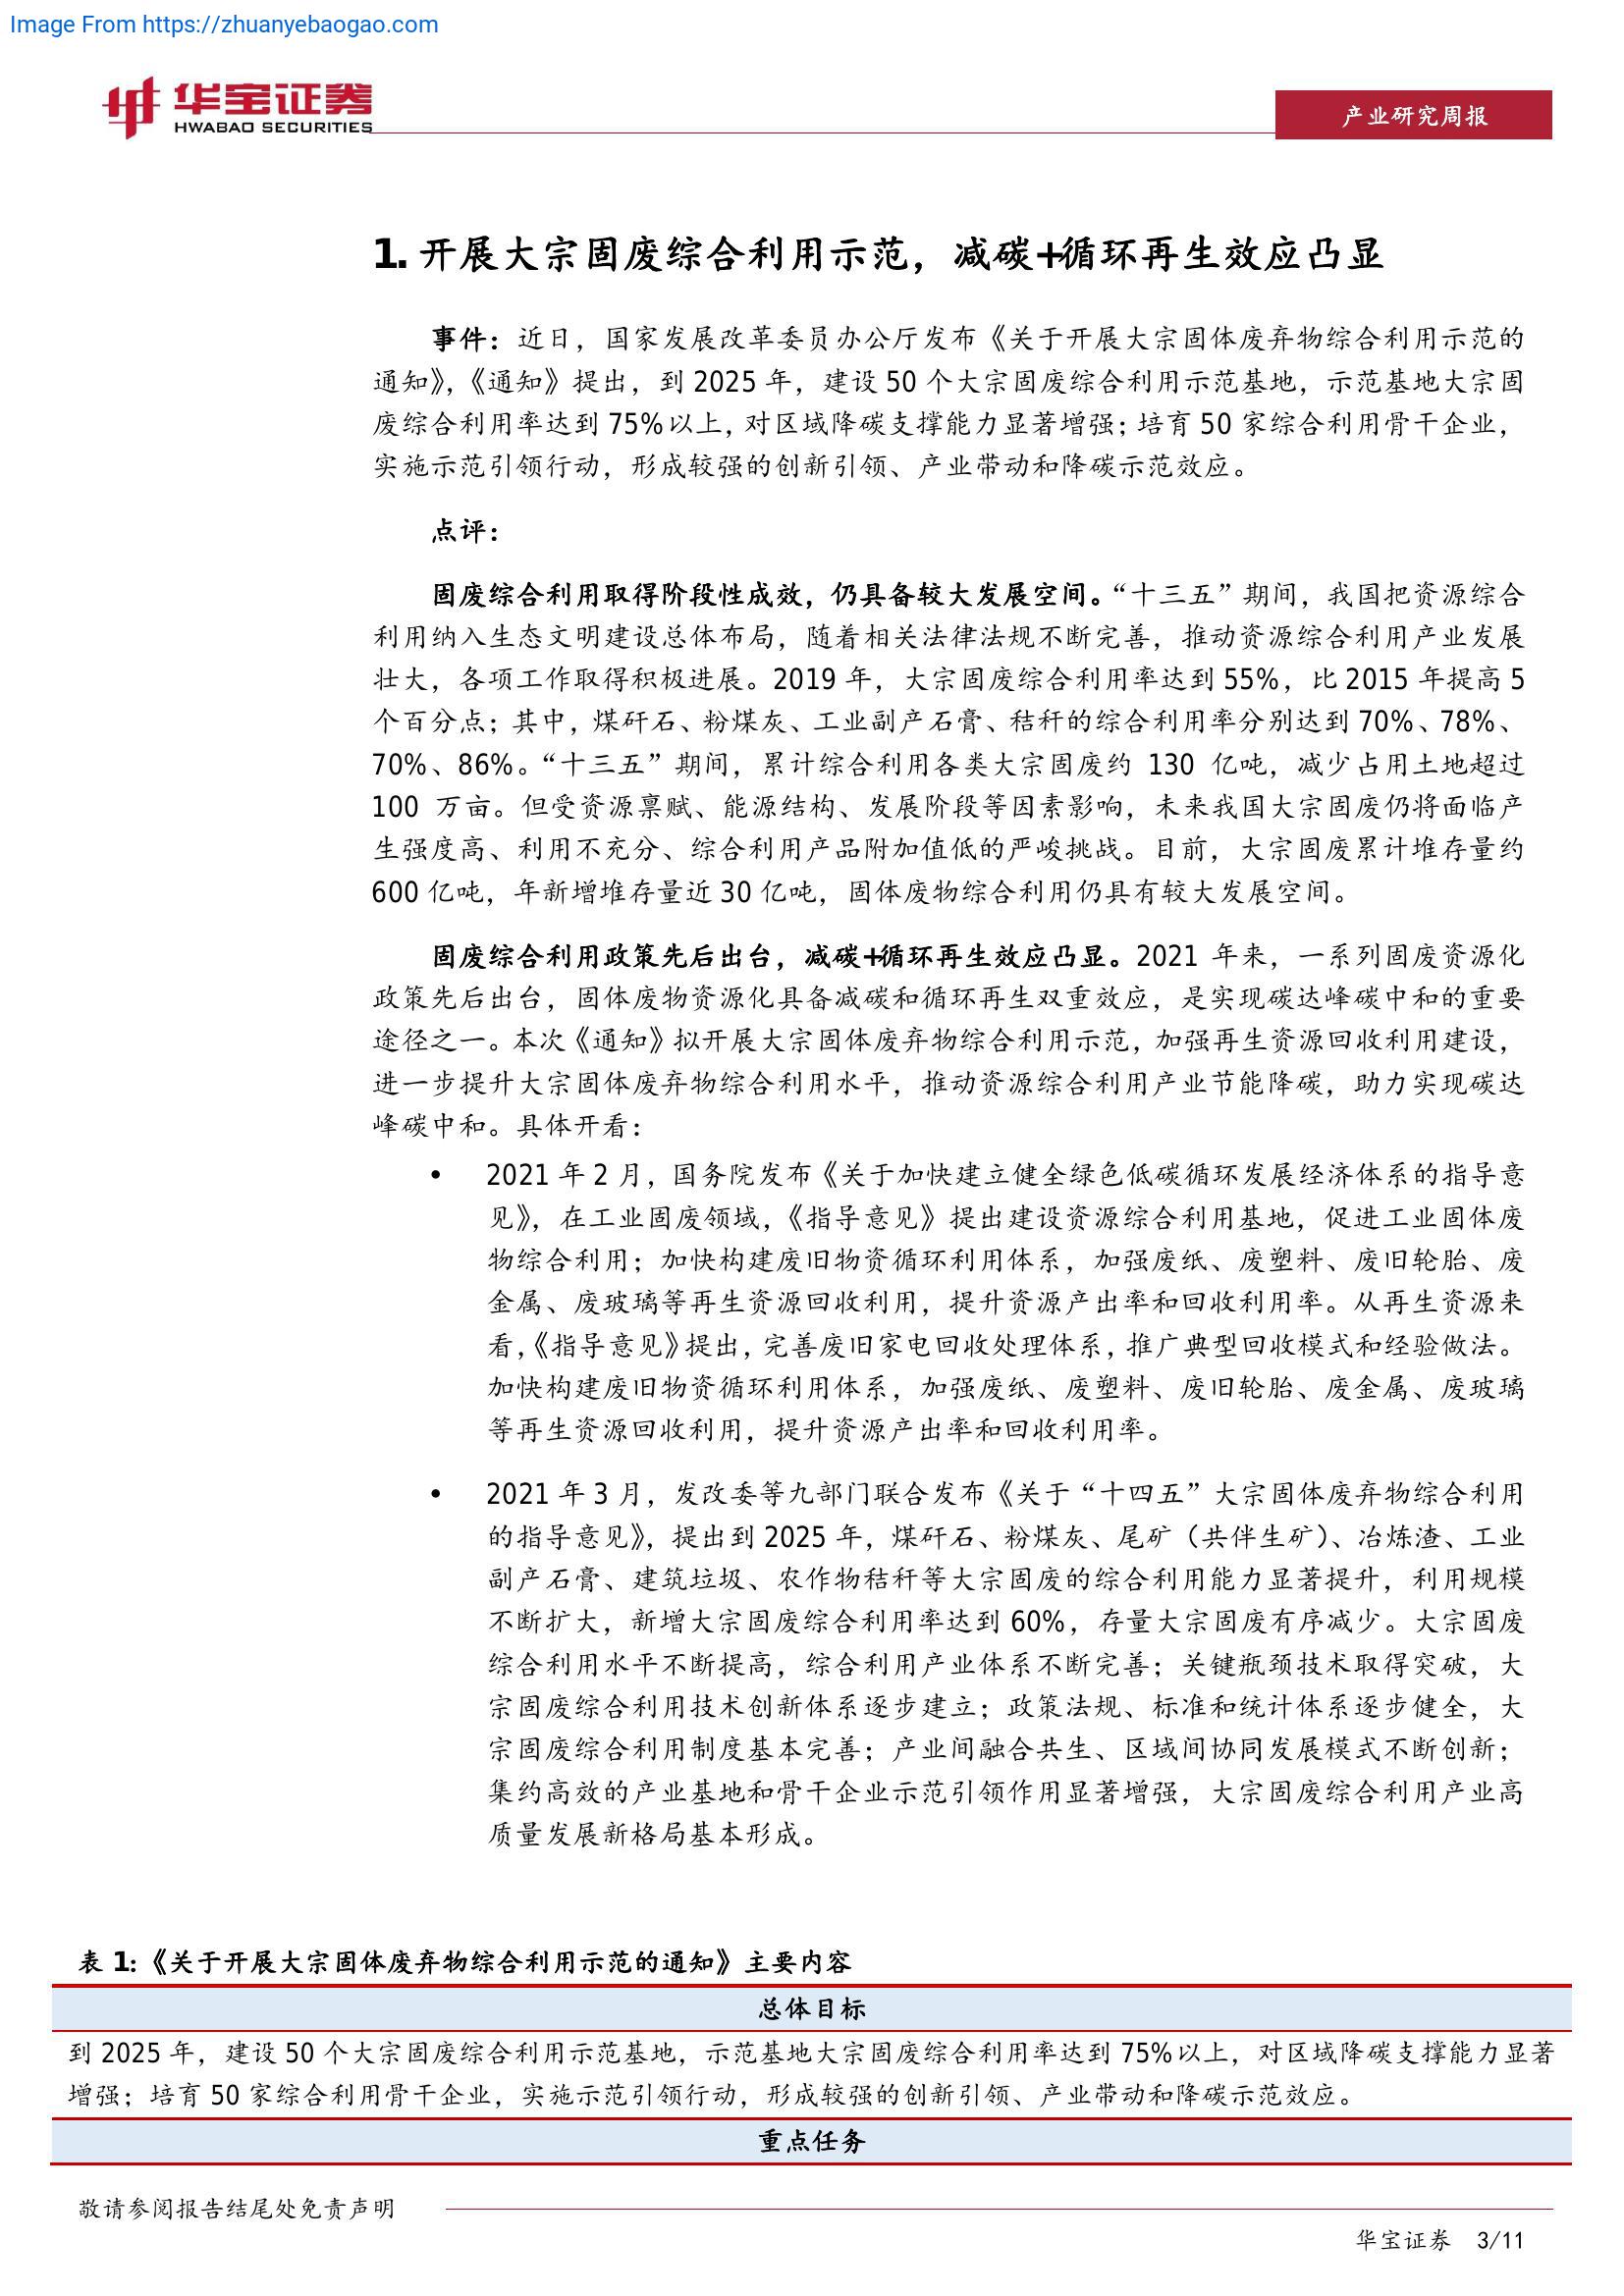 Image From https://zhuanyebaogao.com
华宝证券
HWABAO SECURITIES
产业研究周报
1. 开展大宗固废综合利用示范，减碳+循环再生效应凸显
事件：近日，国家发展改革委员办公厅发布《关于开展大宗固体废弃物综合利用示范的
通知》，《通知》提出，到 2025 年，建设 50 个大宗固废综合利用示范基地，示范基地大宗固
废综合利用率达到 75%以上，对区域降碳支撑能力显著增强；培育 50 家综合利用骨干企业，
实施示范引领行动，形成较强的创新引领、产业带动和降碳示范效应。
点评：
固废综合利用取得阶段性成效，仍具备较大发展空间。“十三五”期间，我国把资源综合
利用纳入生态文明建设总体布局，随着相关法律法规不断完善，推动资源综合利用产业发展
壮大，各项工作取得积极进展。2019 年，大宗固废综合利用率达到 55%，比 2015 年提高 5
个百分点；其中，煤矸石、粉煤灰、工业副产石膏、秸秆的综合利用率分别达到 70%、78%、
70%、86%。“十三五”期间，累计综合利用各类大宗固废约 130 亿吨，减少占用土地超过
100 万亩。但受资源禀赋、能源结构、发展阶段等因素影响，未来我国大宗固废仍将面临产
生强度高、利用不充分、综合利用产品附加值低的严峻挑战。目前，大宗固废累计堆存量约
600 亿吨，年新增堆存量近 30 亿吨，固体废物综合利用仍具有较大发展空间。
固废综合利用政策先后出台，减碳+循环再生效应凸显。2021 年来，一系列固废资源化
政策先后出台，固体废物资源化具备减碳和循环再生双重效应，是实现碳达峰碳中和的重要
途径之一。本次《通知》拟开展大宗固体废弃物综合利用示范，加强再生资源回收利用建设，
进一步提升大宗固体废弃物综合利用水平，推动资源综合利用产业节能降碳，助力实现碳达
峰碳中和。具体开看：
• 2021 年 2 月，国务院发布《关于加快建立健全绿色低碳循环发展经济体系的指导意
见》，在工业固废领域，《指导意见》提出建设资源综合利用基地，促进工业固体废
物综合利用；加快构建废旧物资循环利用体系，加强废纸、废塑料、废旧轮胎、废
金属、废玻璃等再生资源回收利用，提升资源产出率和回收利用率。从再生资源来
看，《指导意见》提出，完善废旧家电回收处理体系，推广典型回收模式和经验做法。
加快构建废旧物资循环利用体系，加强废纸、废塑料、废旧轮胎、废金属、废玻璃
等再生资源回收利用，提升资源产出率和回收利用率。
• 2021 年 3 月，发改委等九部门联合发布《关于“十四五”大宗固体废弃物综合利用
的指导意见》，提出到 2025 年，煤矸石、粉煤灰、尾矿（共伴生矿）、冶炼渣、工业
副产石膏、建筑垃圾、农作物秸秆等大宗固废的综合利用能力显著提升，利用规模
不断扩大，新增大宗固废综合利用率达到 60%，存量大宗固废有序减少。大宗固废
综合利用水平不断提高，综合利用产业体系不断完善；关键瓶颈技术取得突破，大
宗固废综合利用技术创新体系逐步建立；政策法规、标准和统计体系逐步健全，大
宗固废综合利用制度基本完善；产业间融合共生、区域间协同发展模式不断创新；
集约高效的产业基地和骨干企业示范引领作用显著增强，大宗固废综合利用产业高
质量发展新格局基本形成。
表 1:《关于开展大宗固体废弃物综合利用示范的通知》主要内容
总体目标
到 2025 年，建设 50 个大宗固废综合利用示范基地，示范基地大宗固废综合利用率达到 75%以上，对区域降碳支撑能力显著
增强；培育 50 家综合利用骨干企业，实施示范引领行动，形成较强的创新引领、产业带动和降碳示范效应。
重点任务
敬请参阅报告结尾处免责声明
华宝证券 3/11